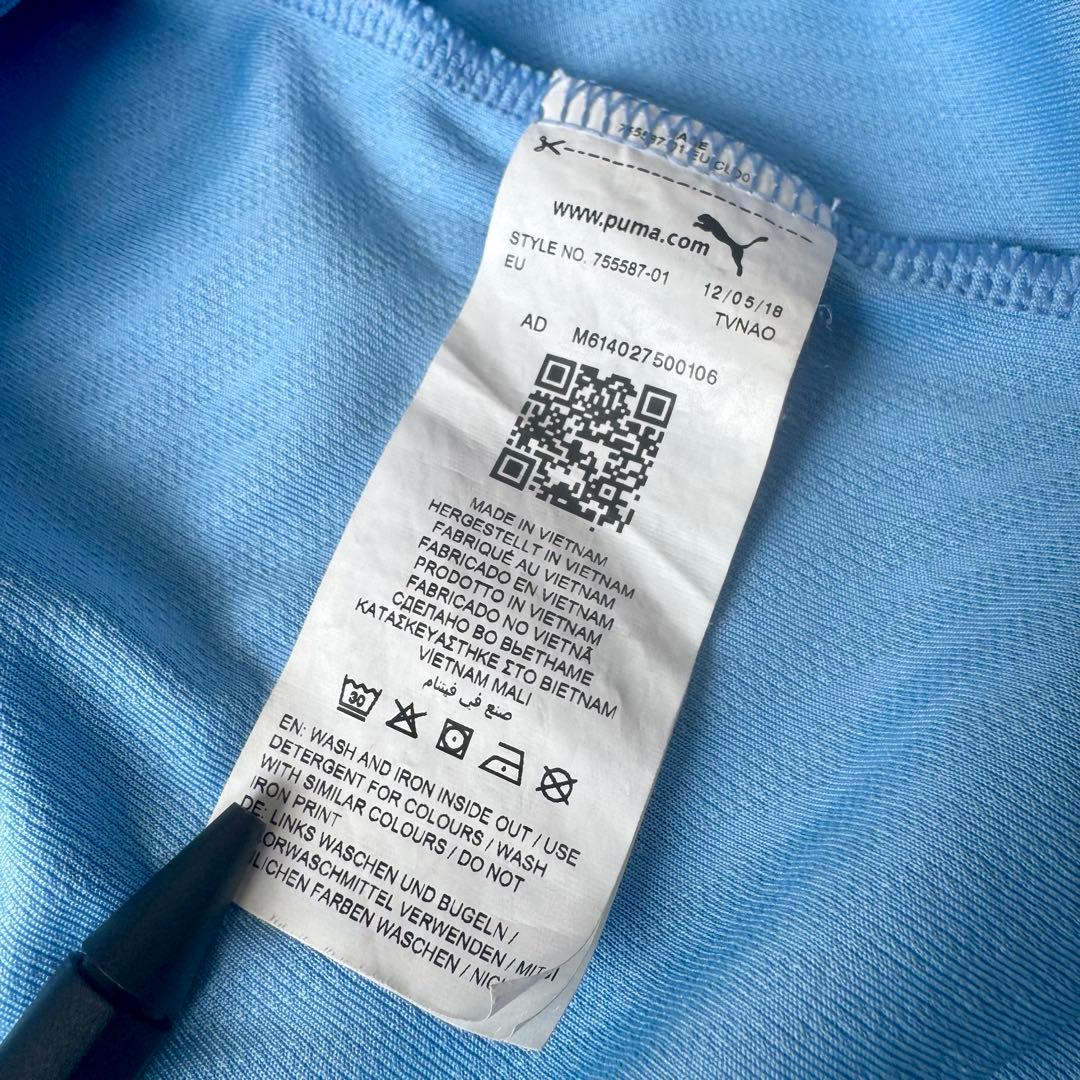 www.puma.com
STYLE NO. 755587-01
EU
12/05/18
TVNAO
AD M614027500106
MADE IN VIETNAM
HERGESTELLT IN VIETNAM
FABRIQUÉ AU VIETNAM
FABRICADO EN VIETNAM
PRODOTTO IN VIETNAM
FABRICADO NO VIETNÃ
СДЕЛАНО ВО ВЬЕТНАМЕ
ΚΑΤΑΣΚΕΥΑΣΤΗΚΕ ΣΤΟ ΒΙΕΤΝΑΜ
VIETNAM MALI
صنع في فيتنام
30
EN: WASH AND IRON INSIDE OUT / USE
DETERGENT FOR COLOURS / WASH
WITH SIMILAR COLOURS / DO NOT
IRON PRINT
DE: LINKS WASCHEN UND BUGELN /
VERWENDEN /
FARBEN WASCHEN /